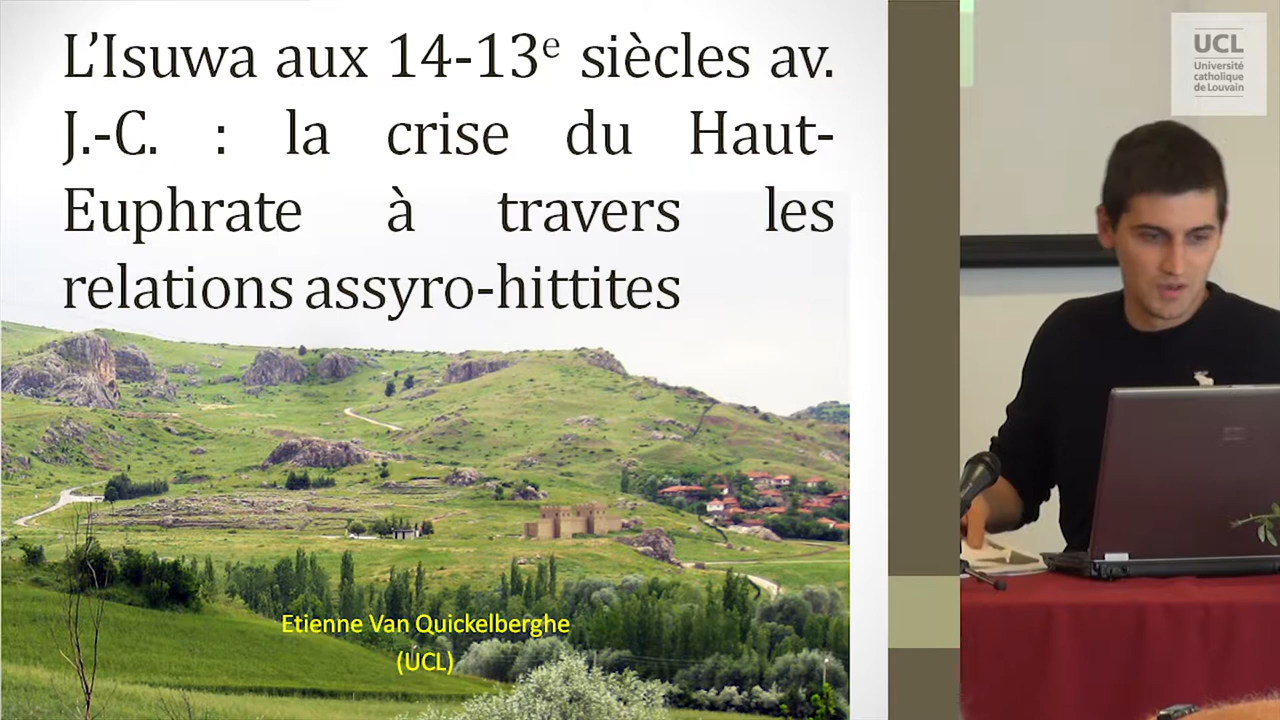 L'Isuwa aux 14-13e siècles av.
J.-C. : la crise du Haut-
Euphrate à travers les
relations assyro-hittites
Etienne Van Quickelberghe
(UCL)
UCL
Université
catholique
de Louvain